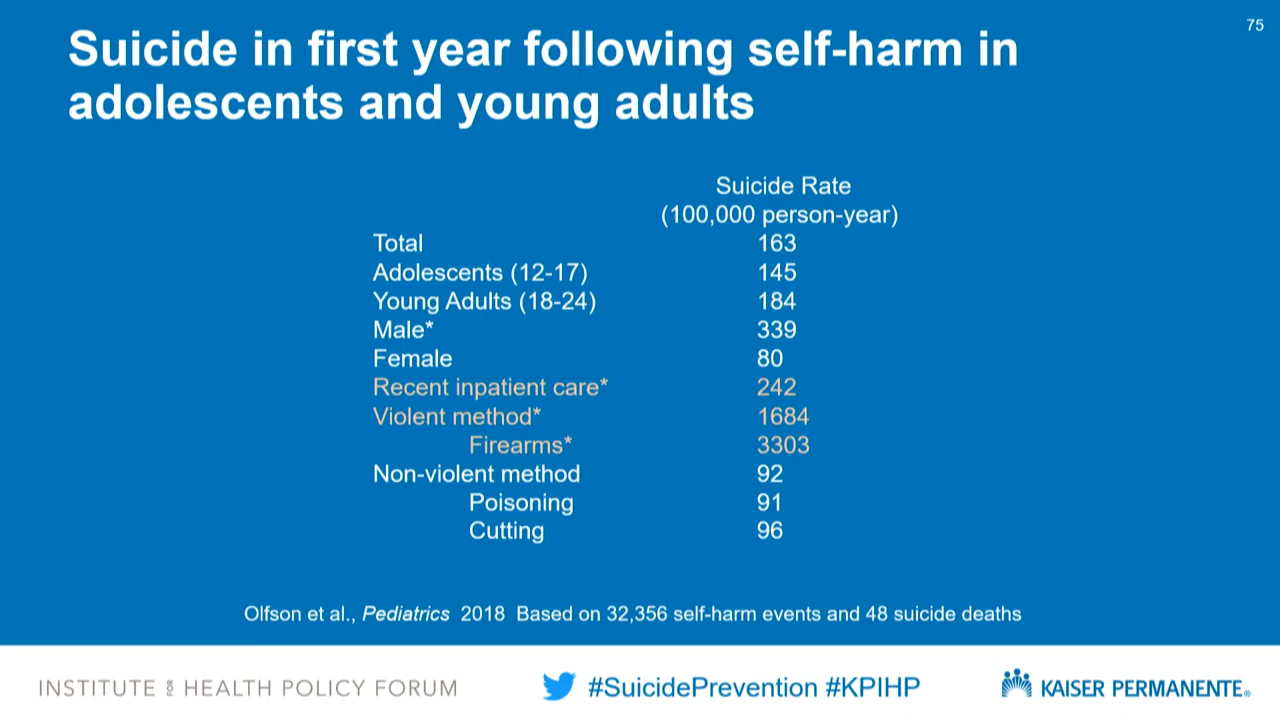 75
Suicide in first year following self-harm in
adolescents and young adults
Suicide Rate
(100,000 person-year)
Total 163
Adolescents (12-17) 145
Young Adults (18-24) 184
Male* 339
Female 80
Recent inpatient care* 242
Violent method* 1684
Firearms* 3303
Non-violent method 92
Poisoning 91
Cutting 96
Olfson et al., Pediatrics 2018 Based on 32,356 self-harm events and 48 suicide deaths
INSTITUTE FOR HEALTH POLICY FORUM #SuicidePrevention #KPIHP KAISER PERMANENTE®